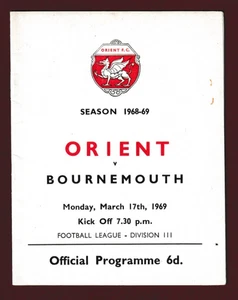 ORIENT F.C.
SEASON 1968-69
ORIENT
v
BOURNEMOUTH
Monday, March 17th, 1969
Kick Off 7.30 p.m.
FOOTBALL LEAGUE - DIVISION III
Official Programme 6d.